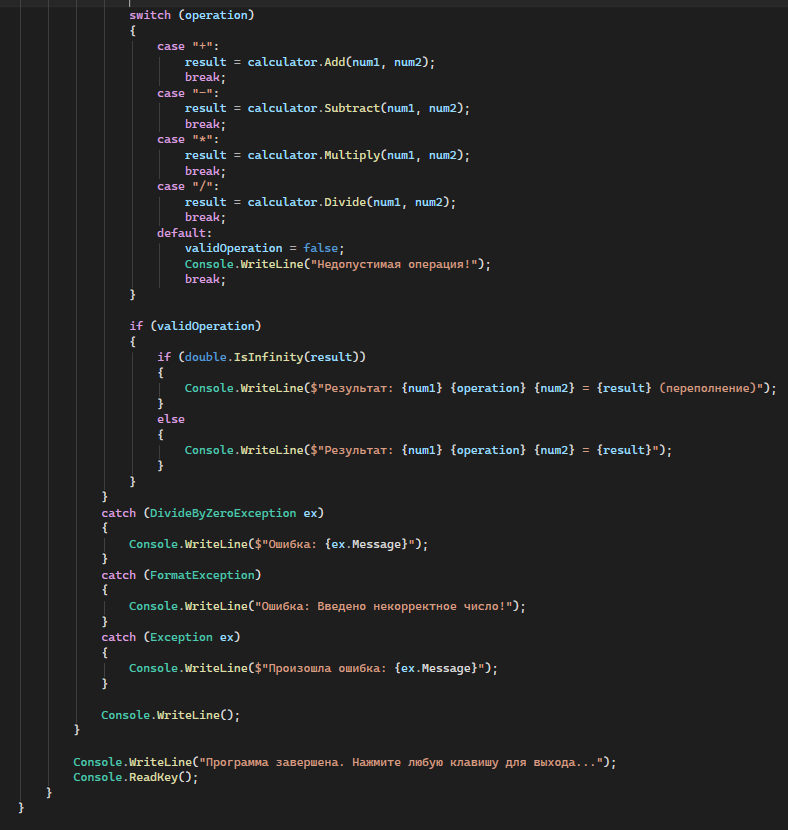 switch (operation)
{
case "+":
result = calculator.Add(num1, num2);
break;
case "-":
result = calculator.Subtract(num1, num2);
break;
case "*":
result = calculator.Multiply(num1, num2);
break;
case "/":
result = calculator.Divide(num1, num2);
break;
default:
validOperation = false;
Console.WriteLine("Недопустимая операция!");
break;
}
if (validOperation)
{
if (double.IsInfinity(result))
{
Console.WriteLine($"Результат: {num1} {operation} {num2} = {result} (переполнение)");
}
else
{
Console.WriteLine($"Результат: {num1} {operation} {num2} = {result}");
}
}
}
catch (DivideByZeroException ex)
{
Console.WriteLine($"Ошибка: {ex.Message}");
}
catch (FormatException)
{
Console.WriteLine("Ошибка: Введено некорректное число!");
}
catch (Exception ex)
{
Console.WriteLine($"Произошла ошибка: {ex.Message}");
}
Console.WriteLine();
}
Console.WriteLine("Программа завершена. Нажмите любую клавишу для выхода...");
Console.ReadKey();
}
}